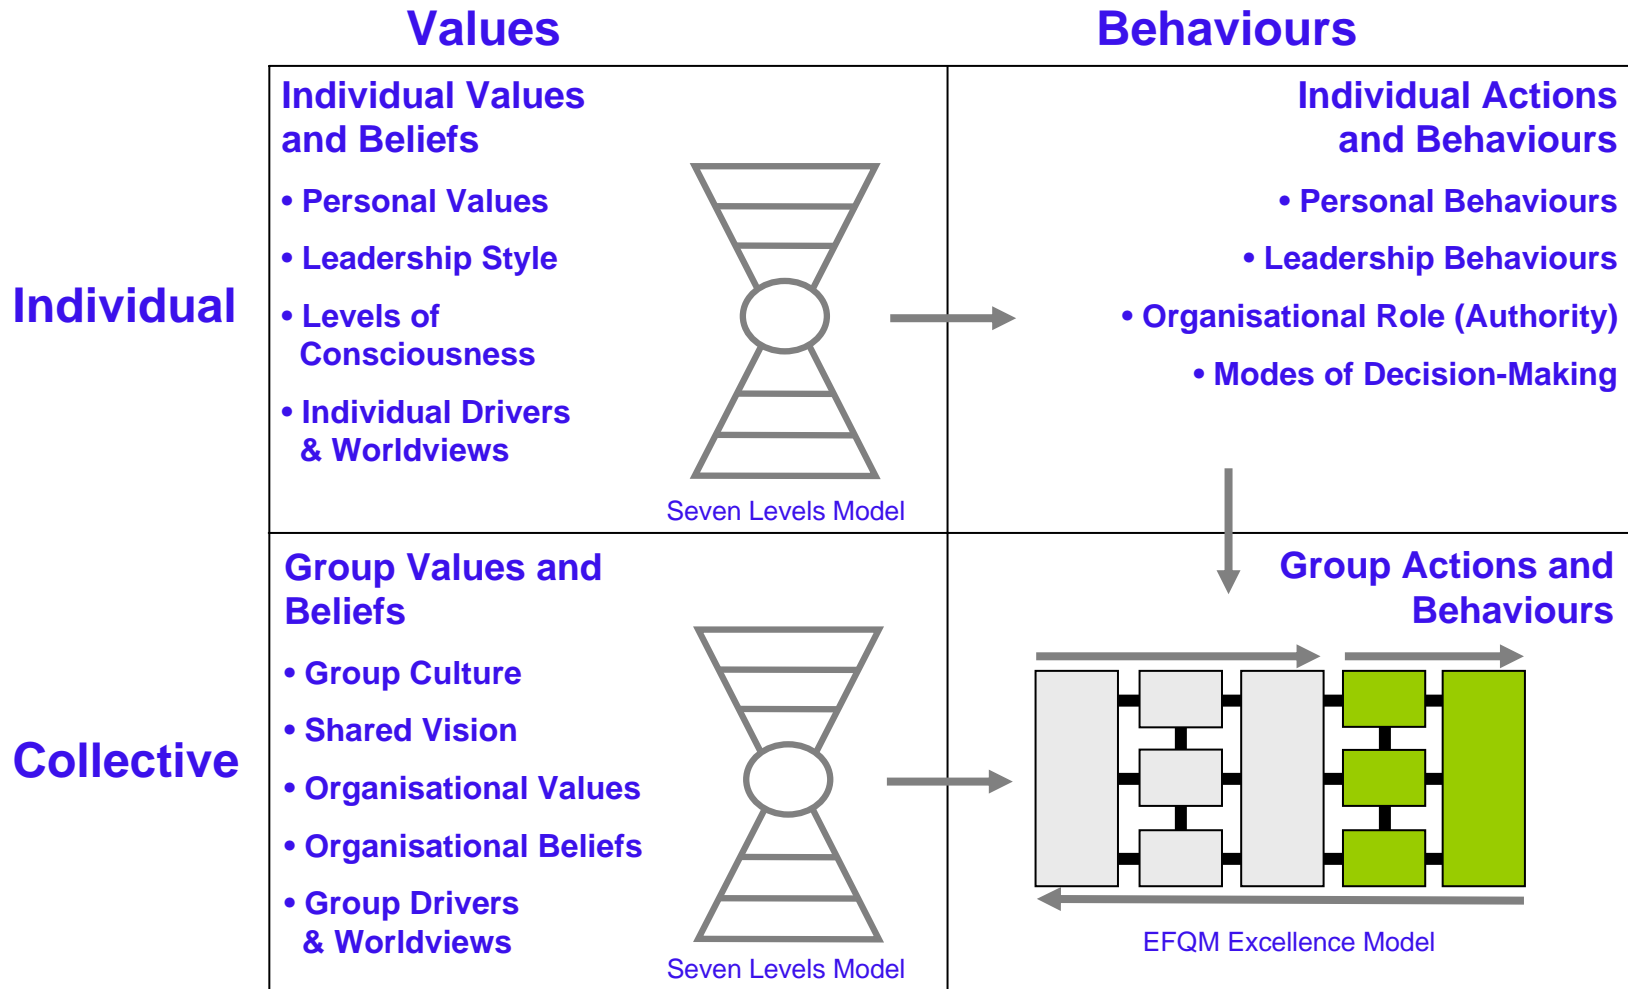 Values
Behaviours
Individual
Individual Values
and Beliefs
• Personal Values
• Leadership Style
• Levels of
Consciousness
• Individual Drivers
& Worldviews
Seven Levels Model
Individual Actions
and Behaviours
• Personal Behaviours
• Leadership Behaviours
• Organisational Role (Authority)
• Modes of Decision-Making
Collective
Group Values and
Beliefs
• Group Culture
• Shared Vision
• Organisational Values
• Organisational Beliefs
• Group Drivers
& Worldviews
Seven Levels Model
Group Actions and
Behaviours
EFQM Excellence Model